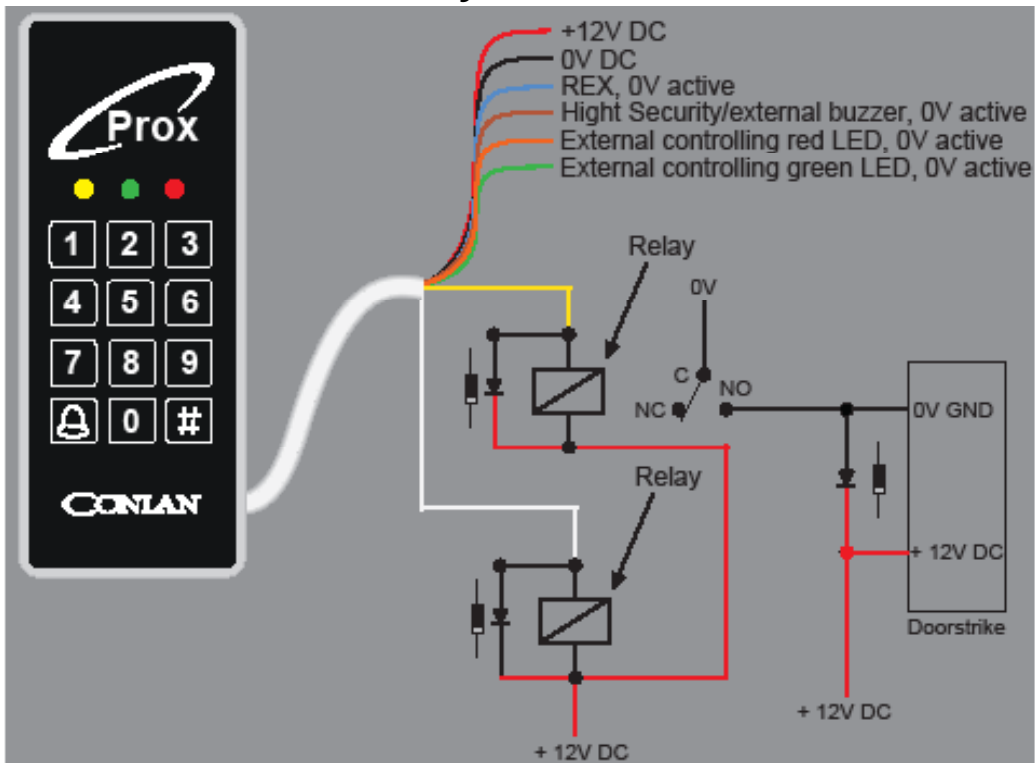 +12V DC
0V DC
REX, 0V active
Hight Security/external buzzer, 0V active
External controlling red LED, 0V active
External controlling green LED, 0V active
Prox
1 2 3
4 5 6
7 8 9
0 #
CONLAN
Relay
0V
C
NC
NO
0V GND
+ 12V DC
Doorstrike
Relay
+ 12V DC
+ 12V DC